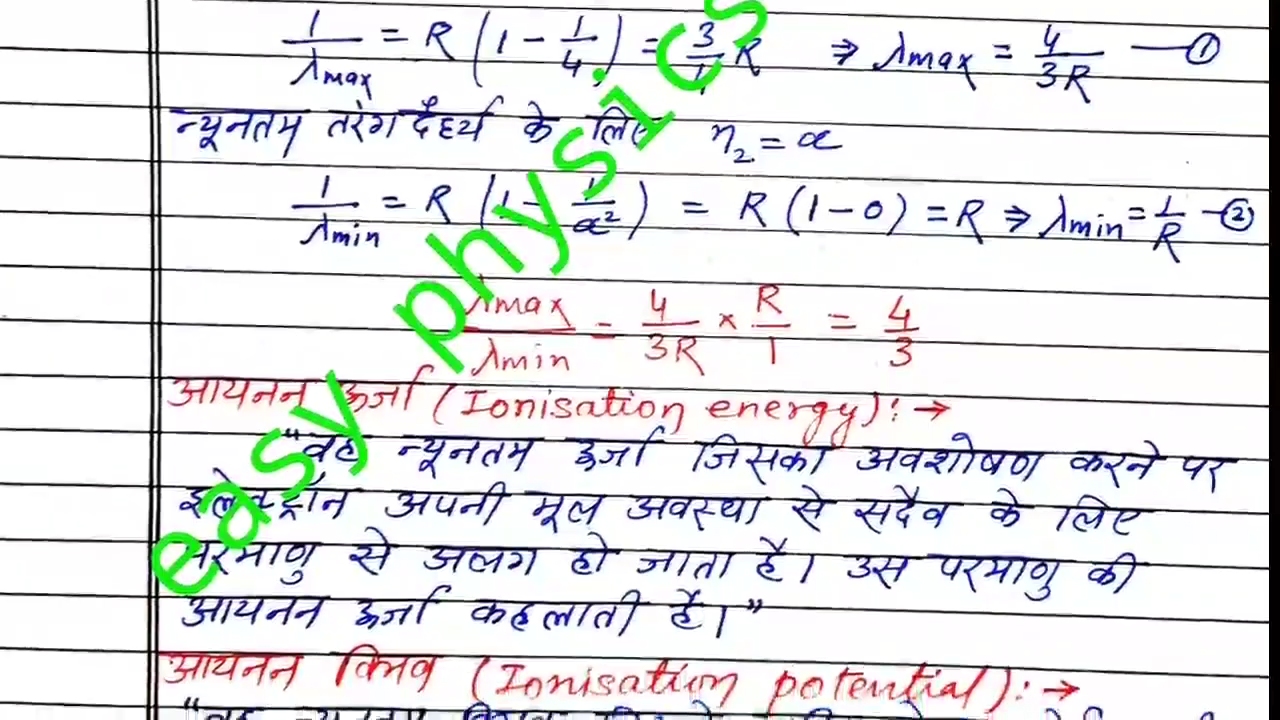 1/λmax = R (1 - 1/4) = 3/4 R ⇒ λmax = 4/3R —①
न्यूनतम तरंगदैर्ध्य के लिए n₂ = α
1/λmin = R (1 - 1/α²) = R (1-0) = R ⇒ λmin = 1/R —②
λmax/λmin = 4/3R × R/1 = 4/3
आयनन ऊर्जा (Ionisation energy):→
"वह न्यूनतम ऊर्जा जिसका अवशोषण करने पर
इलेक्ट्रॉन अपनी मूल अवस्था से सदैव के लिए
परमाणु से अलग हो जाता है। उस परमाणु की
आयनन ऊर्जा कहलाती है।"
आयनन विभव (Ionisation potential):→
easy physics